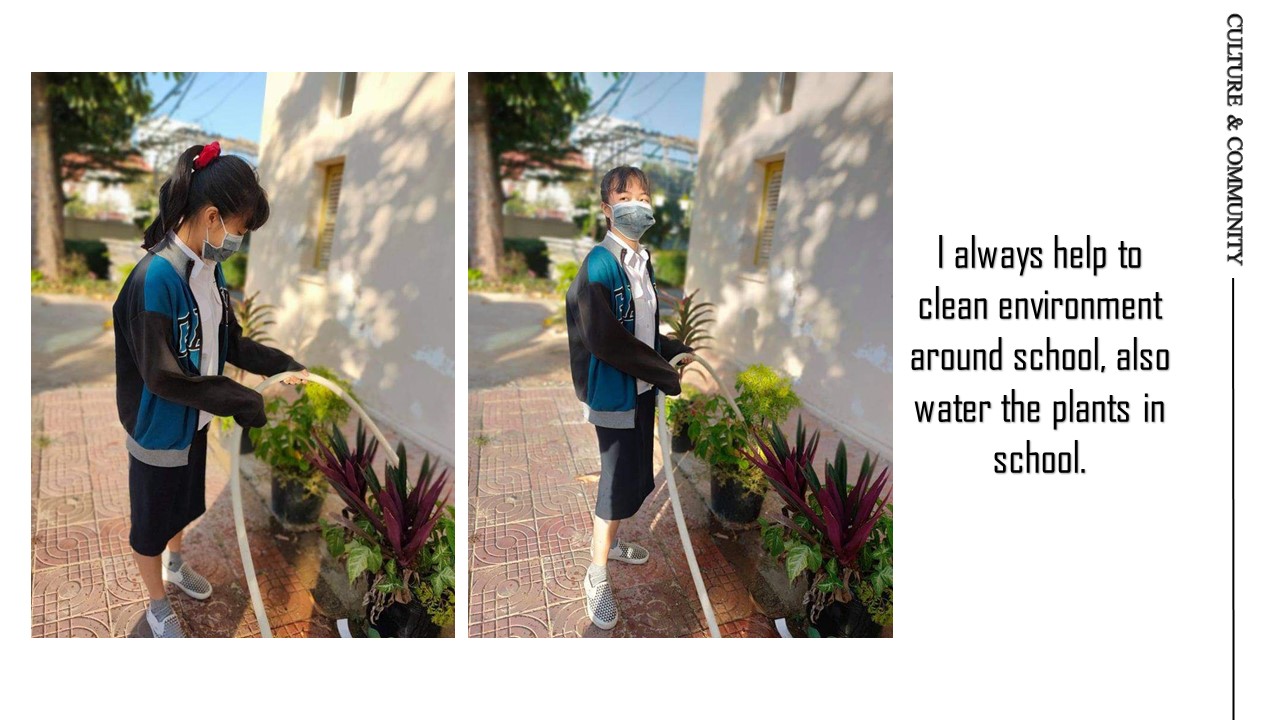 I always help to
clean environment
around school, also
water the plants in
school.
CULTURE & COMMUNITY